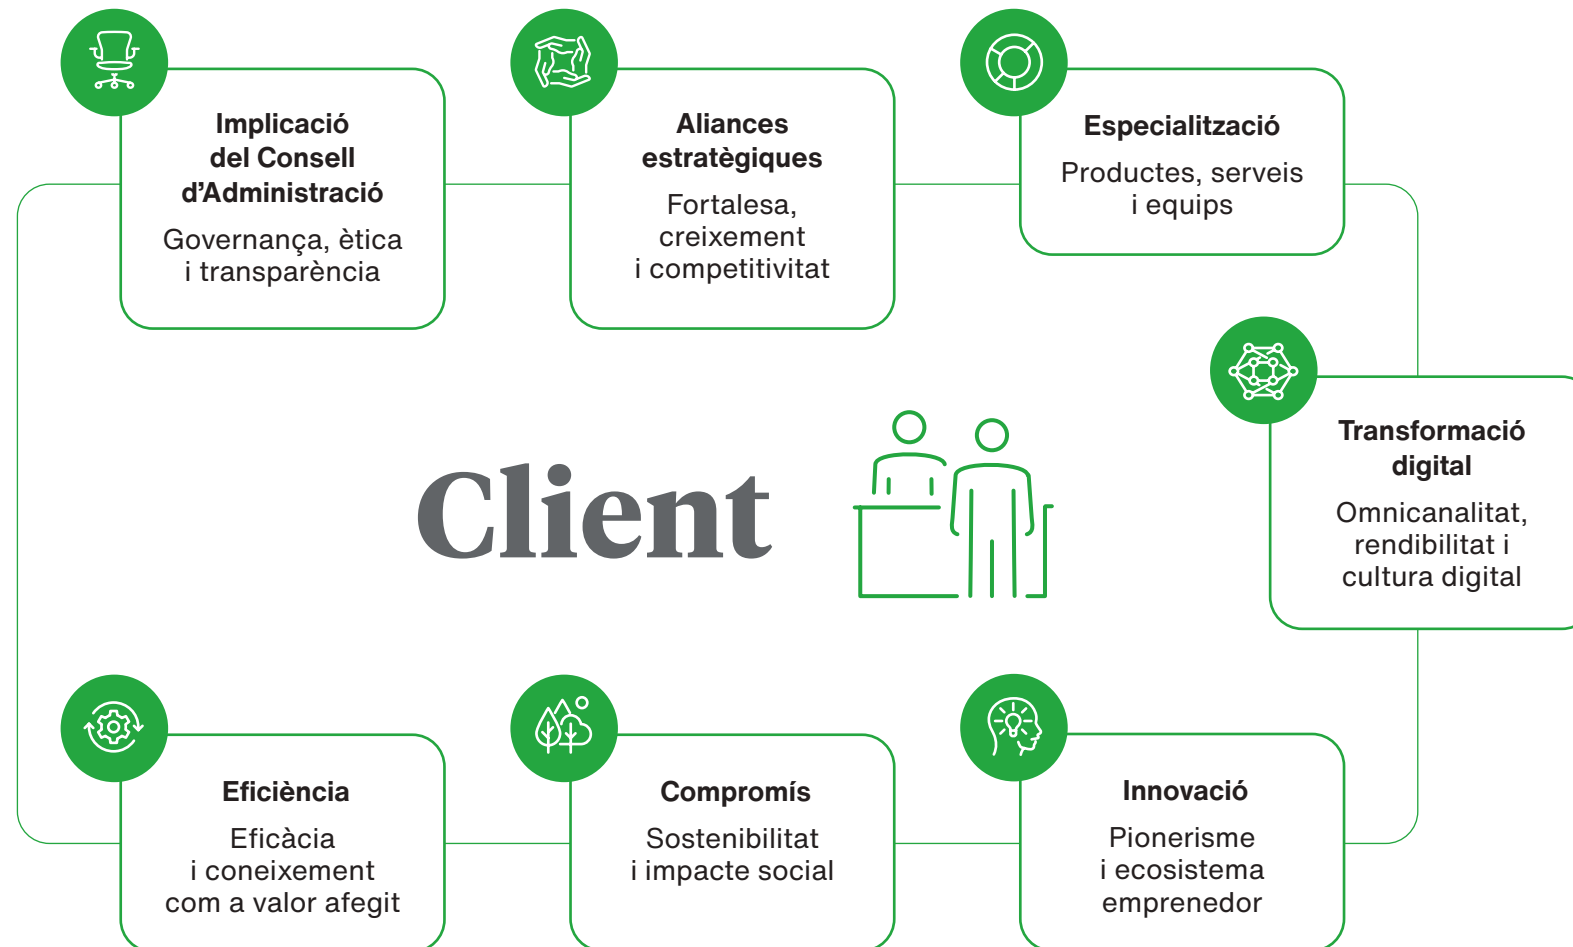 Implicació
del Consell
d’Administració
Governança, ètica
i transparència
Aliances
estratègiques
Fortalesa,
creixement
i competitivitat
Especialització
Productes, serveis
i equips
Transformació
digital
Omnicanalitat,
rendibilitat i
cultura digital
Client
Eficiència
Eficàcia
i coneixement
com a valor afegit
Compromís
Sostenibilitat
i impacte social
Innovació
Pionerisme
i ecosistema
emprenedor